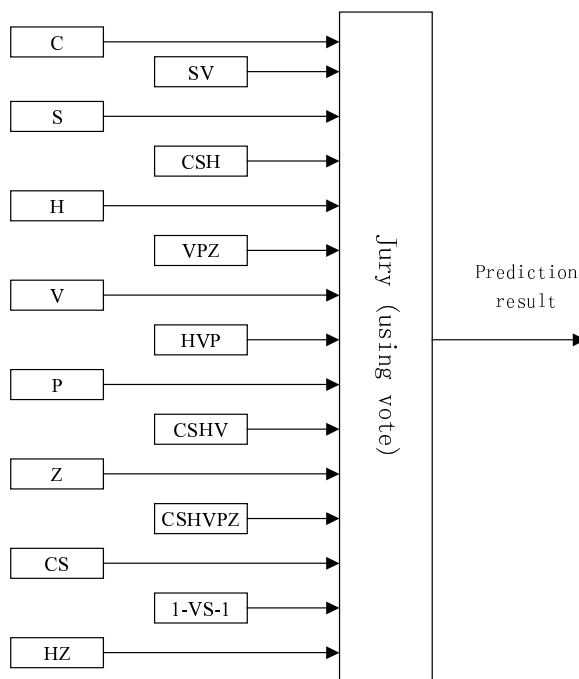 C
SV
S
CSH
H
VPZ
V
HVP
P
CSHV
Z
CSHVPZ
CS
1-VS-1
HZ
Jury (using vote)
Prediction
result